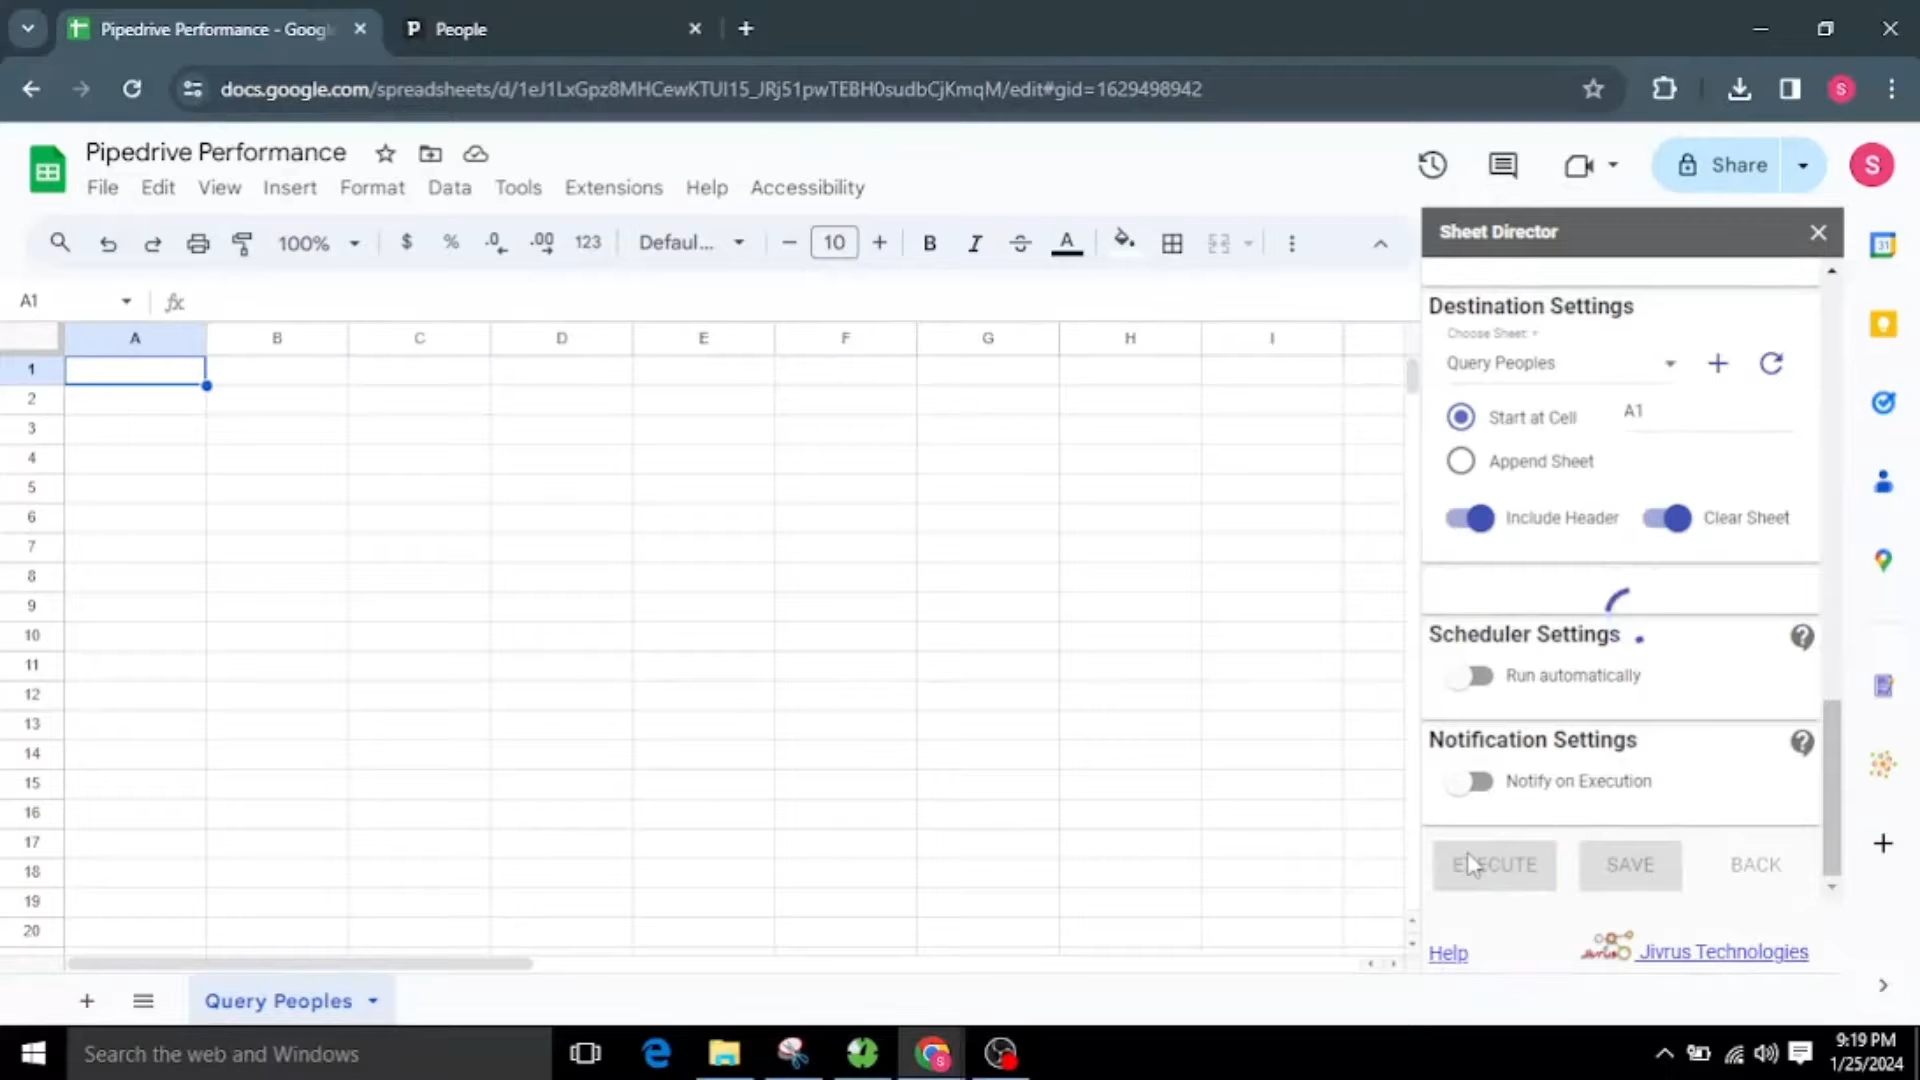 Pipedrive Performance - Googl
People
docs.google.com/spreadsheets/d/1eJ1LxGpz8MHCewKTUI15_JRj51pwTEBH0sudbCjKmqM/edit#gid=1629498942
S
Pipedrive Performance
File Edit View Insert Format Data Tools Extensions Help Accessibility
Share
S
100% $ % .0 .00 123 Defaul... 10 B I S A
Sheet Director
A1 fx
A B C D E F G H I
1
2
3
4
5
6
7
8
9
10
11
12
13
14
15
16
17
18
19
20
Destination Settings
Choose Sheet:
Query Peoples
Start at Cell A1
Append Sheet
Include Header Clear Sheet
Scheduler Settings
Run automatically
Notification Settings
Notify on Execution
EXECUTE SAVE BACK
Help Jivrus Technologies
Query Peoples
Search the web and Windows
9:19 PM
1/25/2024